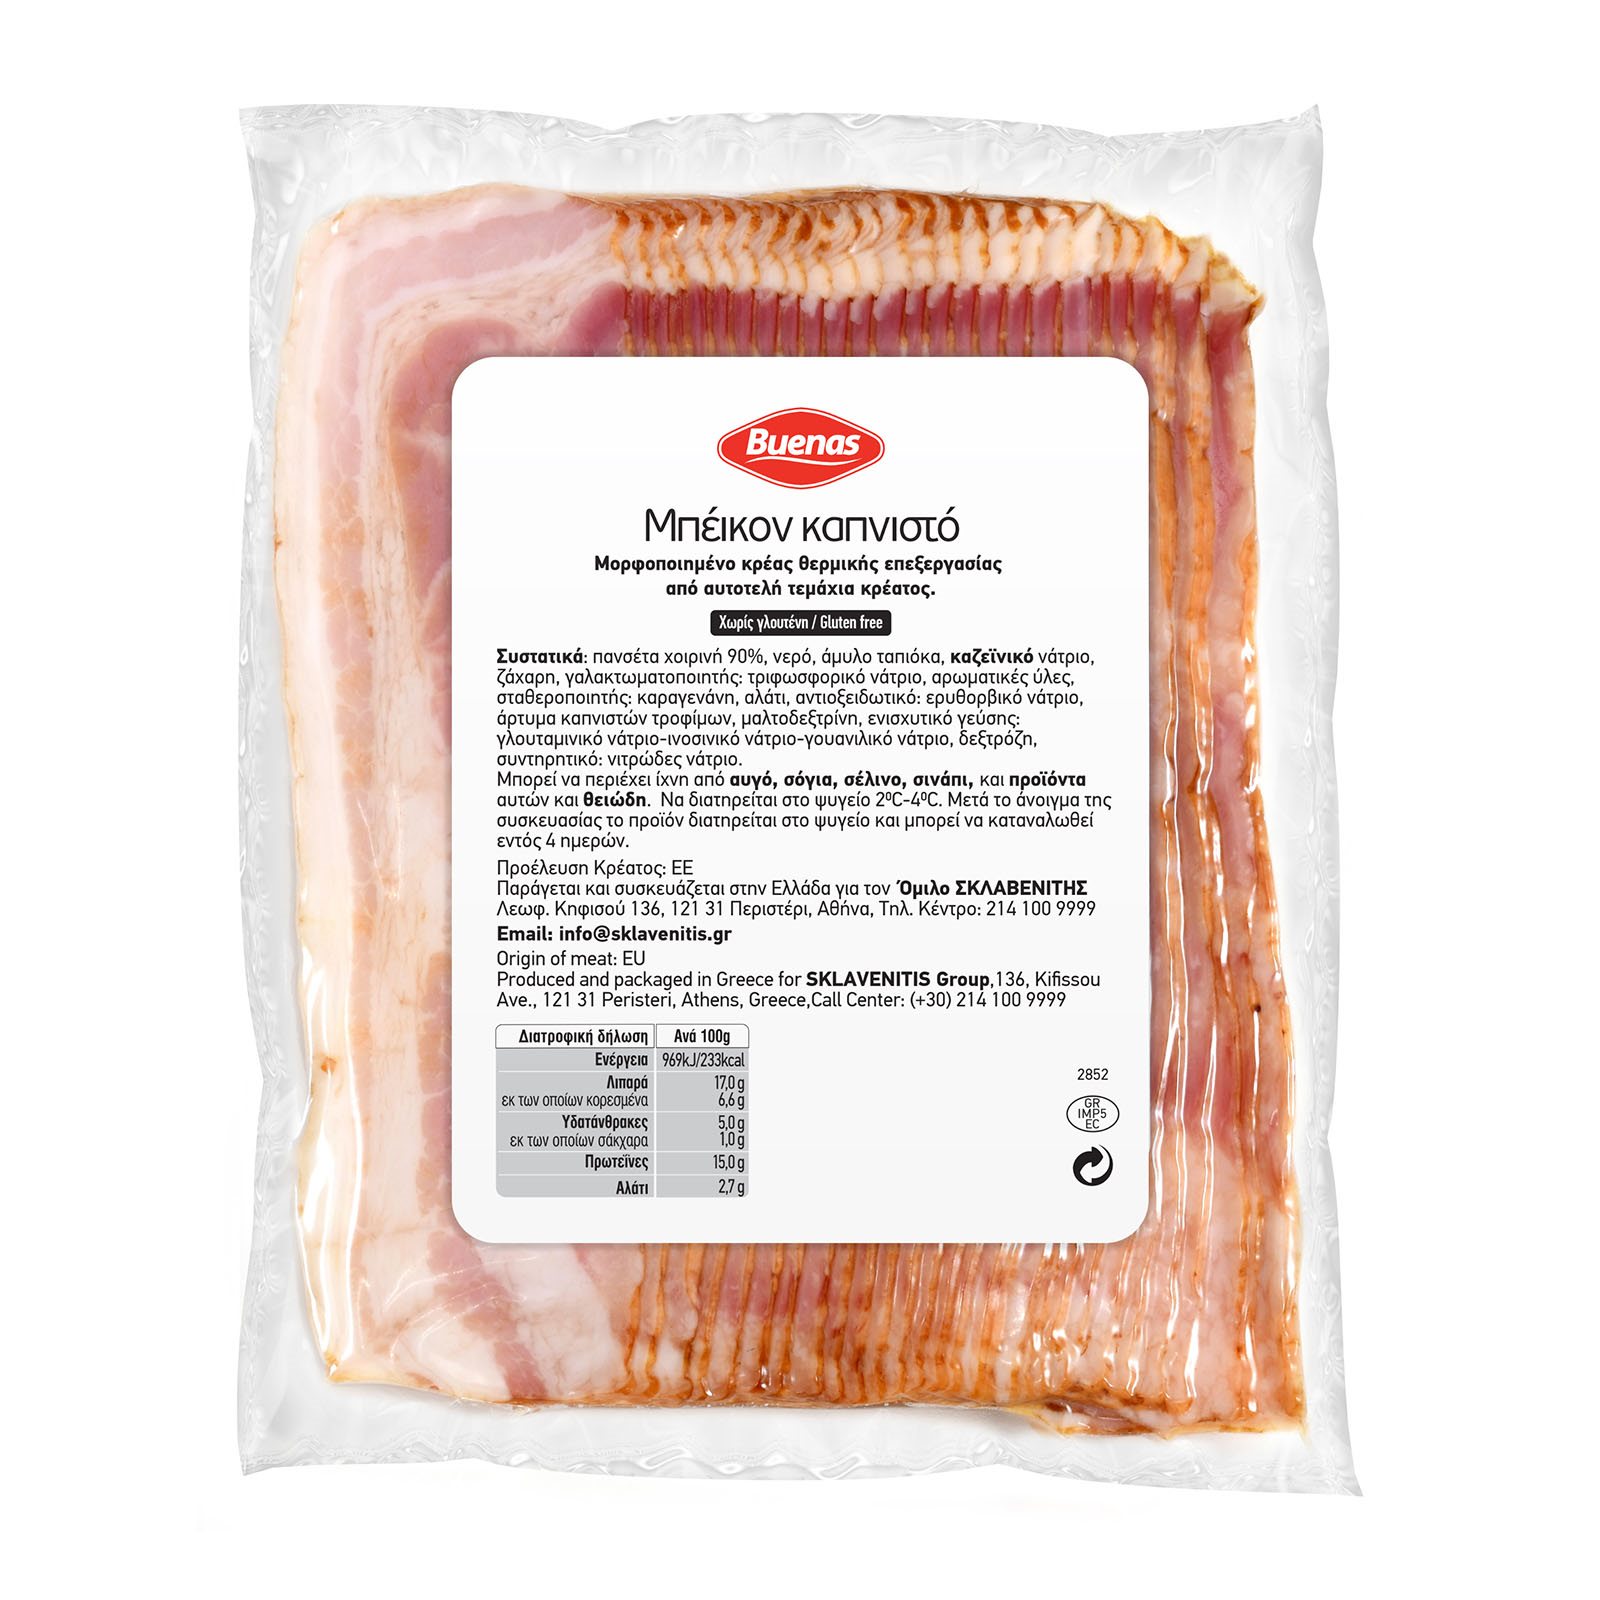 Buenas
Μπέικον καπνιστό
Μορφοποιημένο κρέας θερμικής επεξεργασίας
από αυτοτελή τεμάχια κρέατος.
Χωρίς γλουτένη / Gluten free
Συστατικά: πανσέτα χοιρινή 90%, νερό, άμυλο ταπιόκα, καζεϊνικό νάτριο,
ζάχαρη, γαλακτωματοποιητής: τριφωσφορικό νάτριο, αρωματικές ύλες,
σταθεροποιητής: καραγενάνη, αλάτι, αντιοξειδωτικό: ερυθορβικό νάτριο,
άρτυμα καπνιστών τροφίμων, μαλτοδεξτρίνη, ενισχυτικό γεύσης:
γλουταμινικό νάτριο-ινοσινικό νάτριο-γουανιλικό νάτριο, δεξτρόζη,
συντηρητικό: νιτρώδες νάτριο.
Μπορεί να περιέχει ίχνη από αυγό, σόγια, σέλινο, σινάπι, και προϊόντα
αυτών και θειώδη. Να διατηρείται στο ψυγείο 2ºC-4ºC. Μετά το άνοιγμα της
συσκευασίας το προϊόν διατηρείται στο ψυγείο και μπορεί να καταναλωθεί
εντός 4 ημερών.
Προέλευση Κρέατος: ΕΕ
Παράγεται και συσκευάζεται στην Ελλάδα για τον Όμιλο ΣΚΛΑΒΕΝΙΤΗΣ
Λεωφ. Κηφισού 136, 121 31 Περιστέρι, Αθήνα, Τηλ. Κέντρο: 214 100 9999
Email: info@sklavenitis.gr
Origin of meat: EU
Produced and packaged in Greece for SKLAVENITIS Group,136, Kifissou
Ave., 121 31 Peristeri, Athens, Greece,Call Center: (+30) 214 100 9999
Διατροφική δήλωση Ανά 100g
Ενέργεια 969kJ/233kcal
Λιπαρά 17,0 g
εκ των οποίων κορεσμένα 6,6 g
Υδατάνθρακες 5,0 g
εκ των οποίων σάκχαρα 1,0 g
Πρωτεΐνες 15,0 g
Αλάτι 2,7 g
2852
GR
IMP5
EC